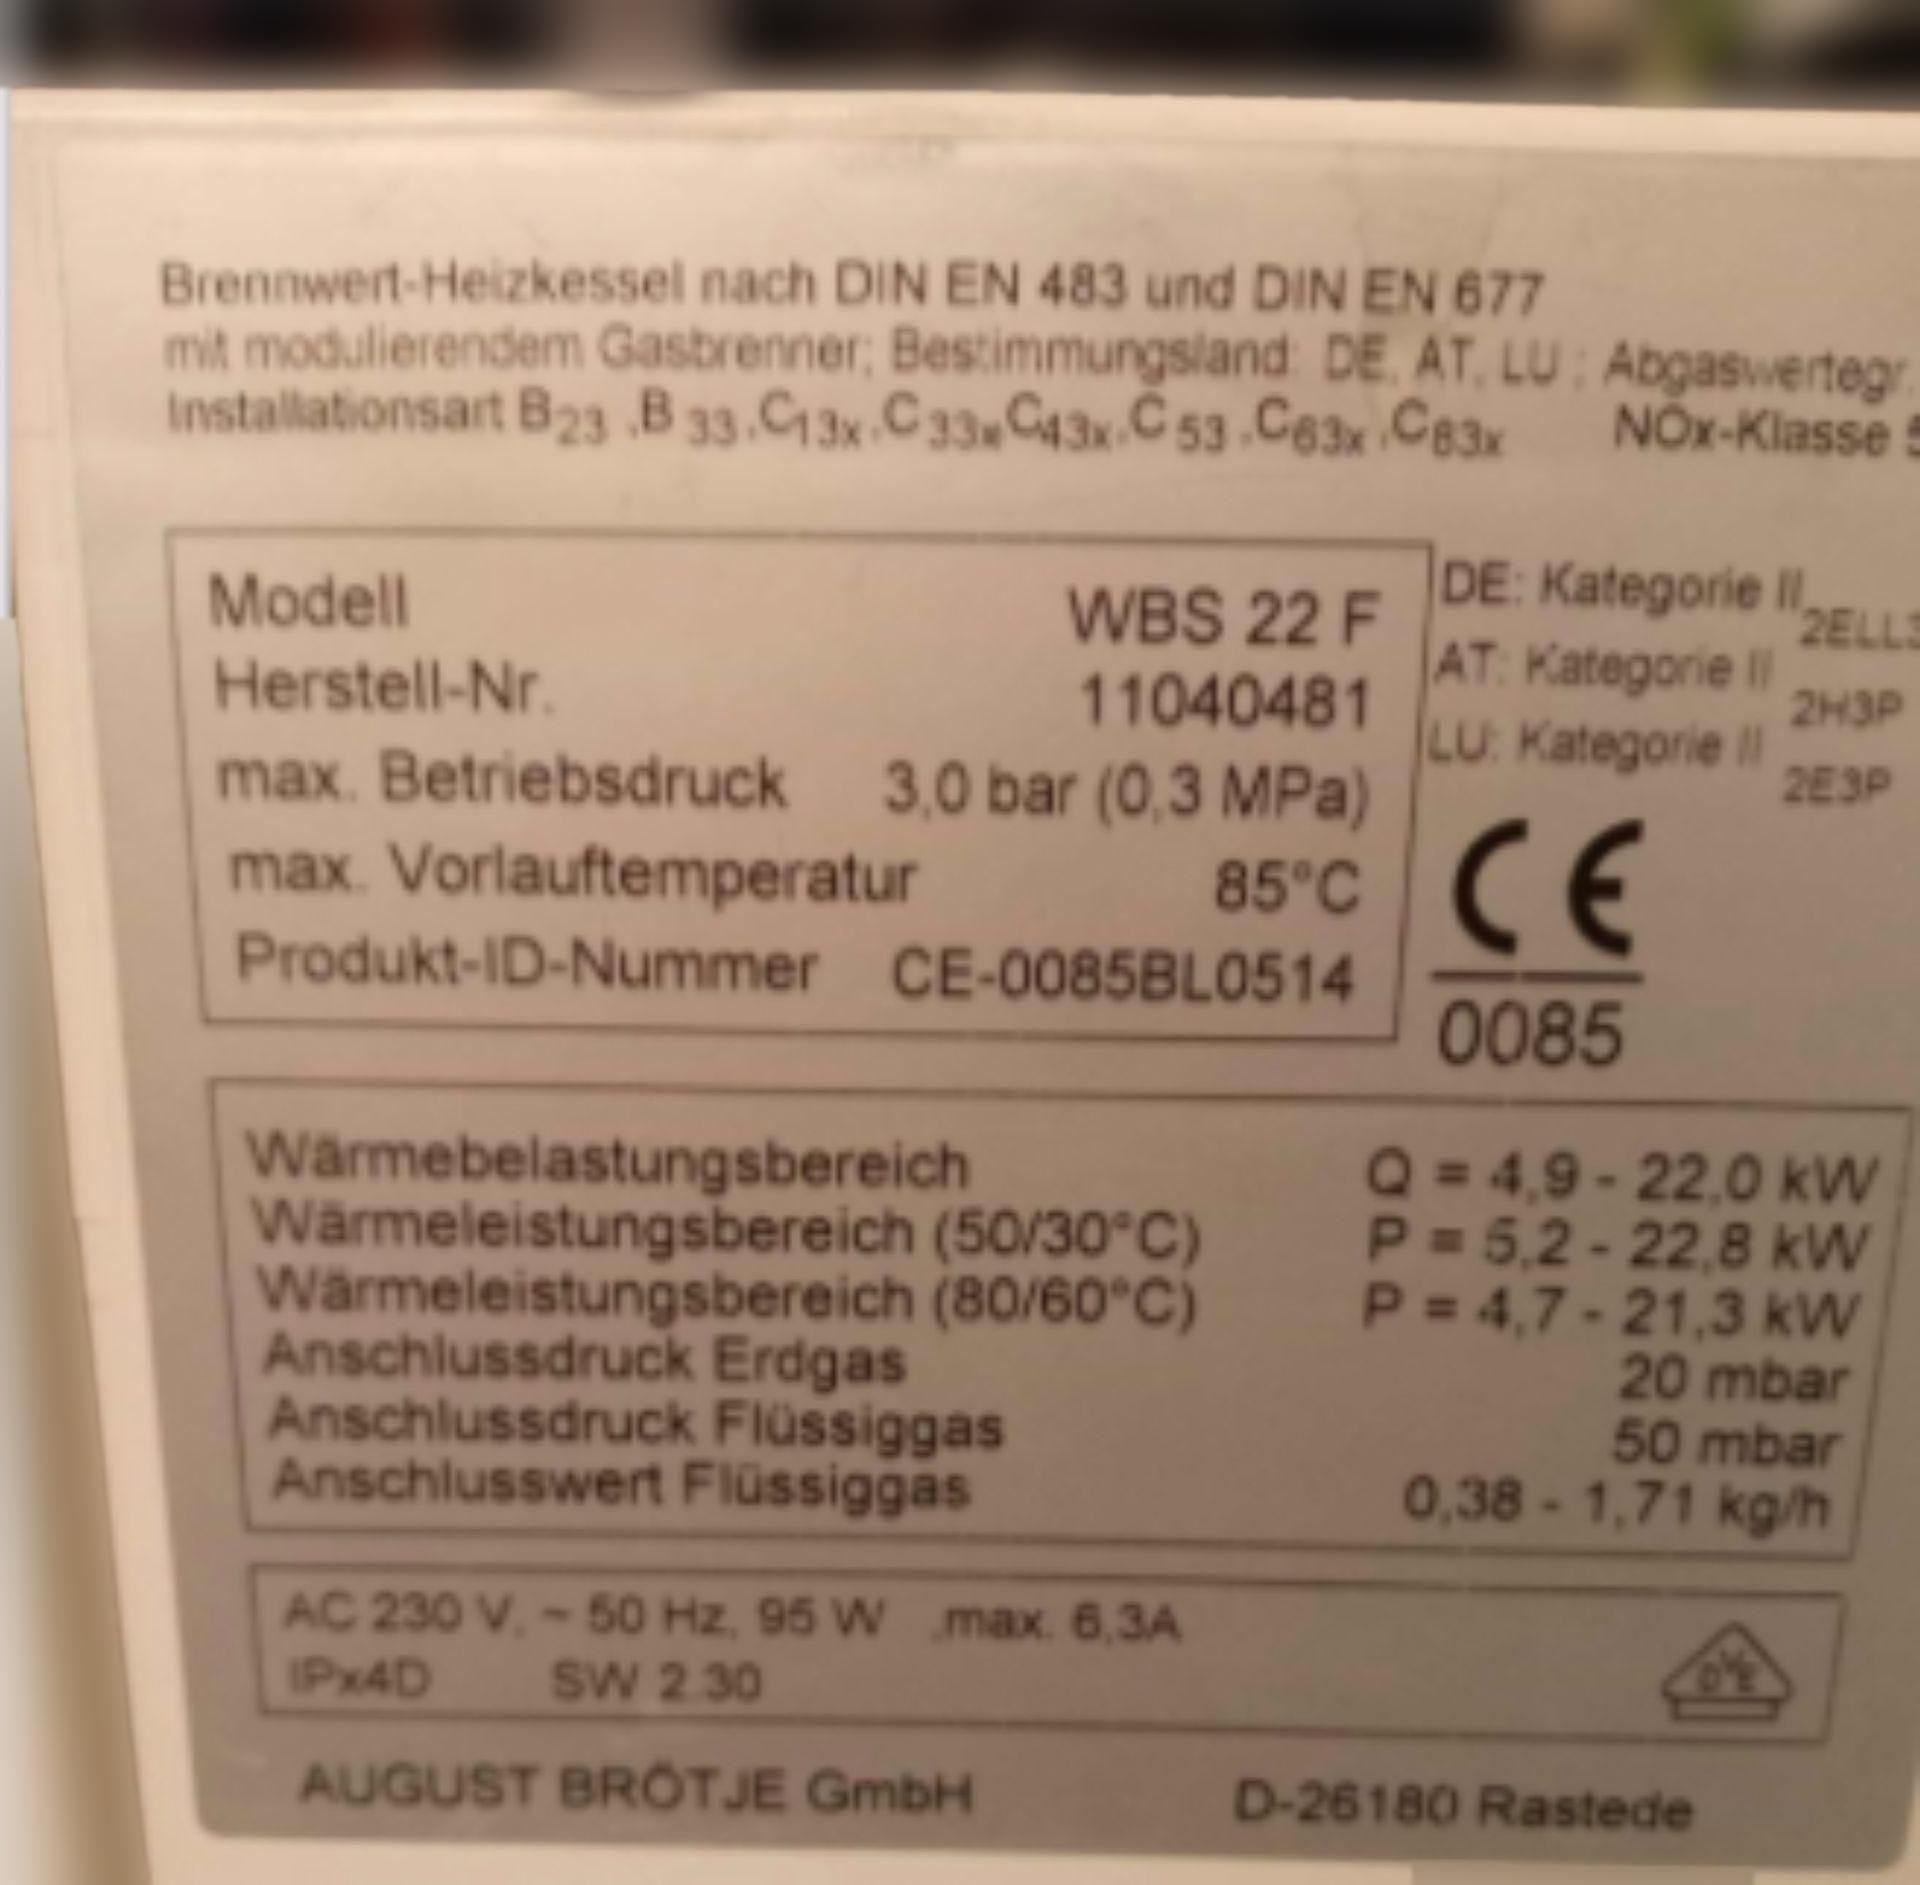 Brennwert-Heizkessel nach DIN EN 483 und DIN EN 677
mit modulierendem Gasbrenner; Bestimmungsland: DE, AT, LU ; Abgaswertegr.
Installationsart B23 ,B 33 ,C13x ,C 33x C43x ,C 53 ,C63x ,C83x NOx-Klasse 5
Modell WBS 22 F
Herstell-Nr. 11040481
max. Betriebsdruck 3,0 bar (0,3 MPa)
max. Vorlauftemperatur 85°C
Produkt-ID-Nummer CE-0085BL0514
DE: Kategorie II 2ELL3
AT: Kategorie II 2H3P
LU: Kategorie II 2E3P
CE
0085
Wärmebelastungsbereich Q = 4,9 - 22,0 kW
Wärmeleistungsbereich (50/30°C) P = 5,2 - 22,8 kW
Wärmeleistungsbereich (80/60°C) P = 4,7 - 21,3 kW
Anschlussdruck Erdgas 20 mbar
Anschlussdruck Flüssiggas 50 mbar
Anschlusswert Flüssiggas 0,38 - 1,71 kg/h
AC 230 V, ~ 50 Hz, 95 W ,max. 6,3A
IPx4D SW 2.30
DVE
AUGUST BRÖTJE GmbH D-26180 Rastede